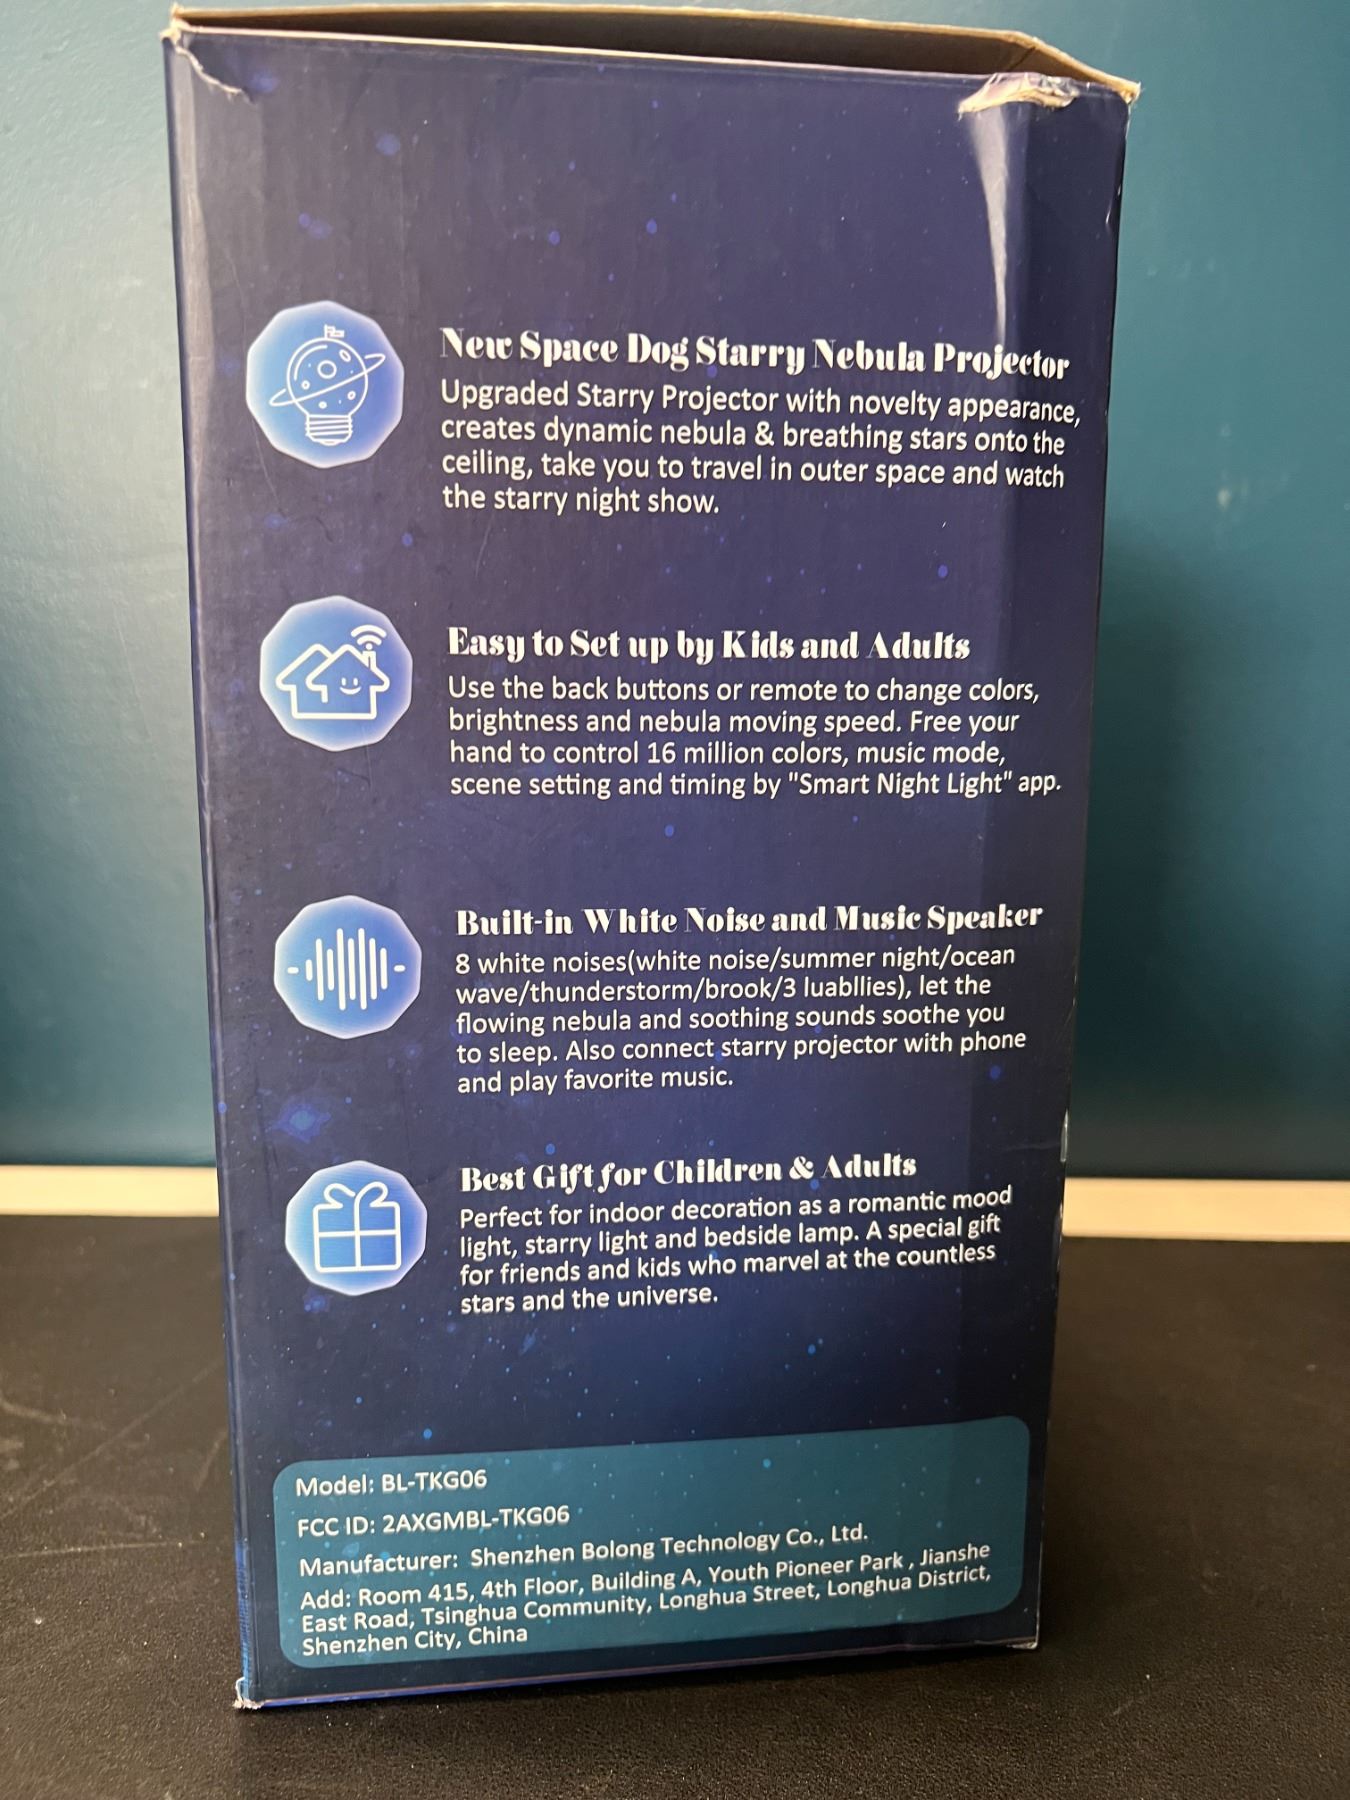 New Space Dog Starry Nebula Projector
Upgraded Starry Projector with novelty appearance,
creates dynamic nebula & breathing stars onto the
ceiling, take you to travel in outer space and watch
the starry night show.
Easy to Set up by Kids and Adults
Use the back buttons or remote to change colors,
brightness and nebula moving speed. Free your
hand to control 16 million colors, music mode,
scene setting and timing by "Smart Night Light" app.
Built-in White Noise and Music Speaker
8 white noises(white noise/summer night/ocean
wave/thunderstorm/brook/3 luabllies), let the
flowing nebula and soothing sounds soothe you
to sleep. Also connect starry projector with phone
and play favorite music.
Best Gift for Children & Adults
Perfect for indoor decoration as a romantic mood
light, starry light and bedside lamp. A special gift
for friends and kids who marvel at the countless
stars and the universe.
Model: BL-TKG06
FCC ID: 2AXGMBL-TKG06
Manufacturer: Shenzhen Bolong Technology Co., Ltd.
Add: Room 415, 4th Floor, Building A, Youth Pioneer Park , Jianshe
East Road, Tsinghua Community, Longhua Street, Longhua District,
Shenzhen City, China